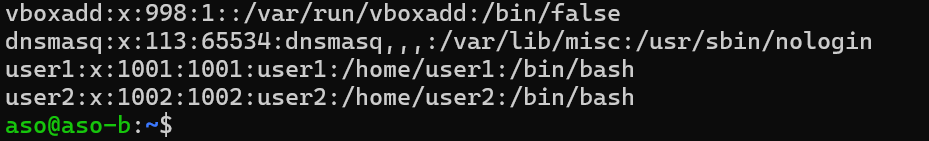 vboxadd:x:998:1::/var/run/vboxadd:/bin/false
dnsmasq:x:113:65534:dnsmasq,,,:/var/lib/misc:/usr/sbin/nologin
user1:x:1001:1001:user1:/home/user1:/bin/bash
user2:x:1002:1002:user2:/home/user2:/bin/bash
aso@aso-b:~$